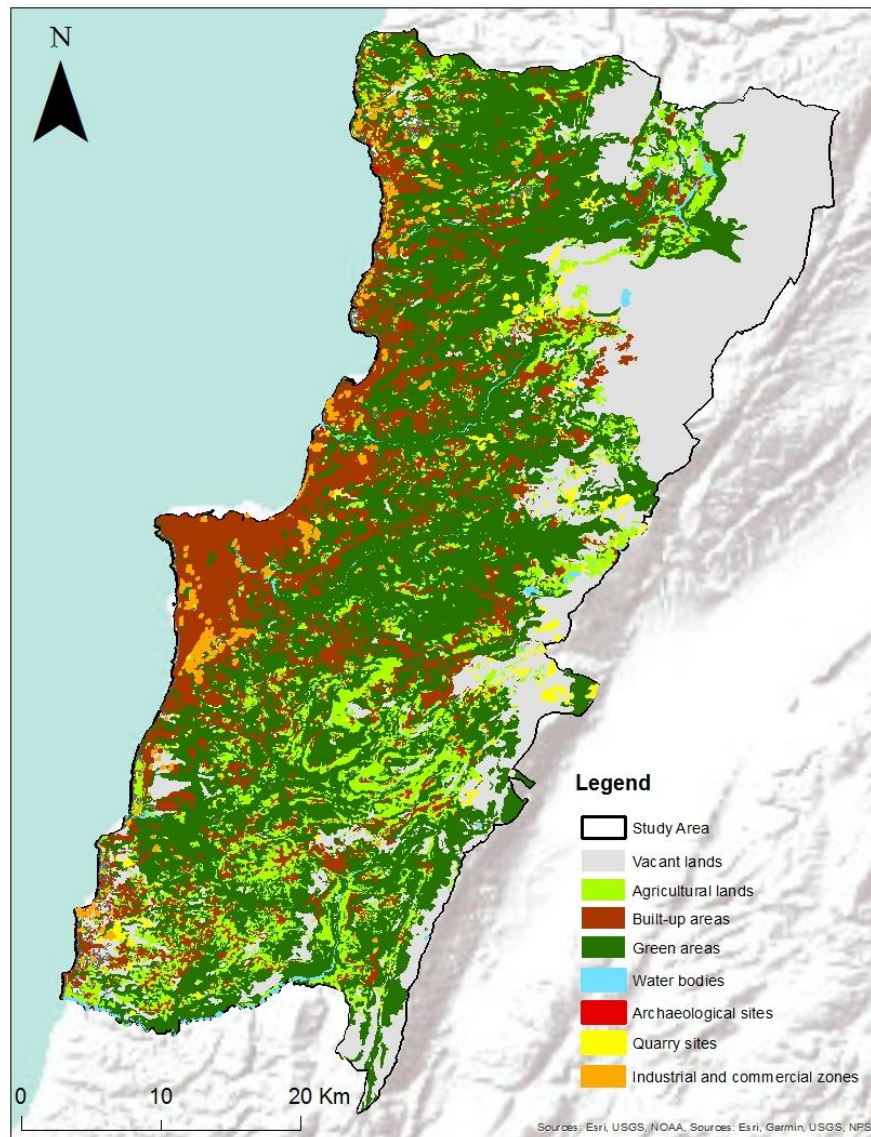 N
Legend
Study Area
Vacant lands
Agricultural lands
Built-up areas
Green areas
Water bodies
Archaeological sites
Quarry sites
Industrial and commercial zones
0 10 20 Km
Sources: Esri, USGS, NOAA, Sources: Esri, Garmin, USGS, NPS